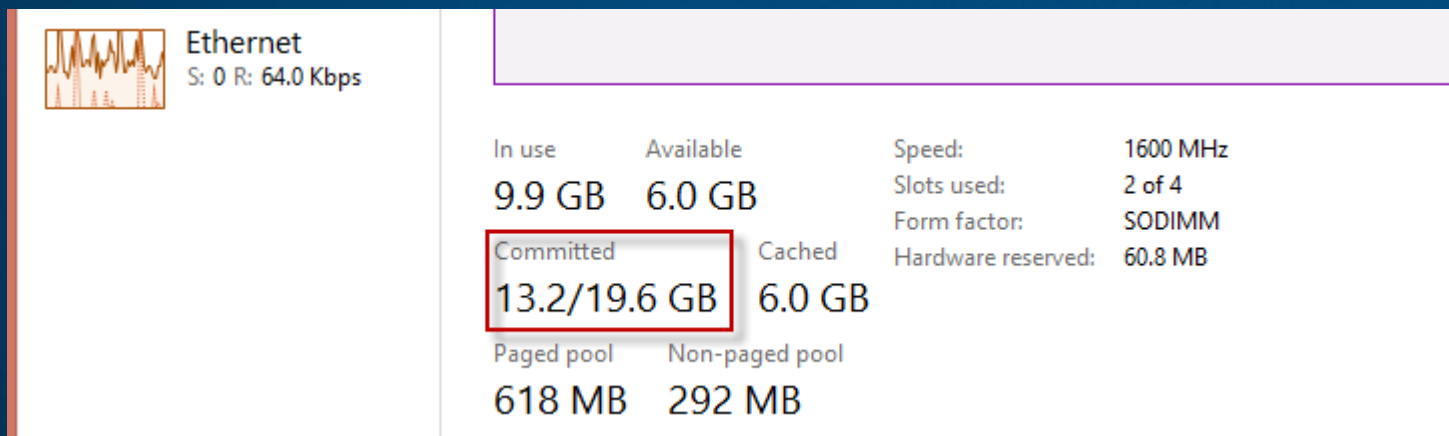 Ethernet
S: 0 R: 64.0 Kbps
In use Available
9.9 GB 6.0 GB
Committed Cached
13.2/19.6 GB 6.0 GB
Paged pool Non-paged pool
618 MB 292 MB
Speed: 1600 MHz
Slots used: 2 of 4
Form factor: SODIMM
Hardware reserved: 60.8 MB